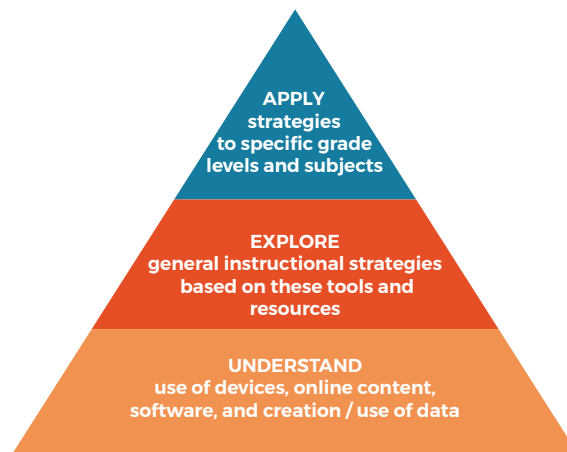 APPLY
strategies
to specific grade
levels and subjects
EXPLORE
general instructional strategies
based on these tools and
resources
UNDERSTAND
use of devices, online content,
software, and creation / use of data